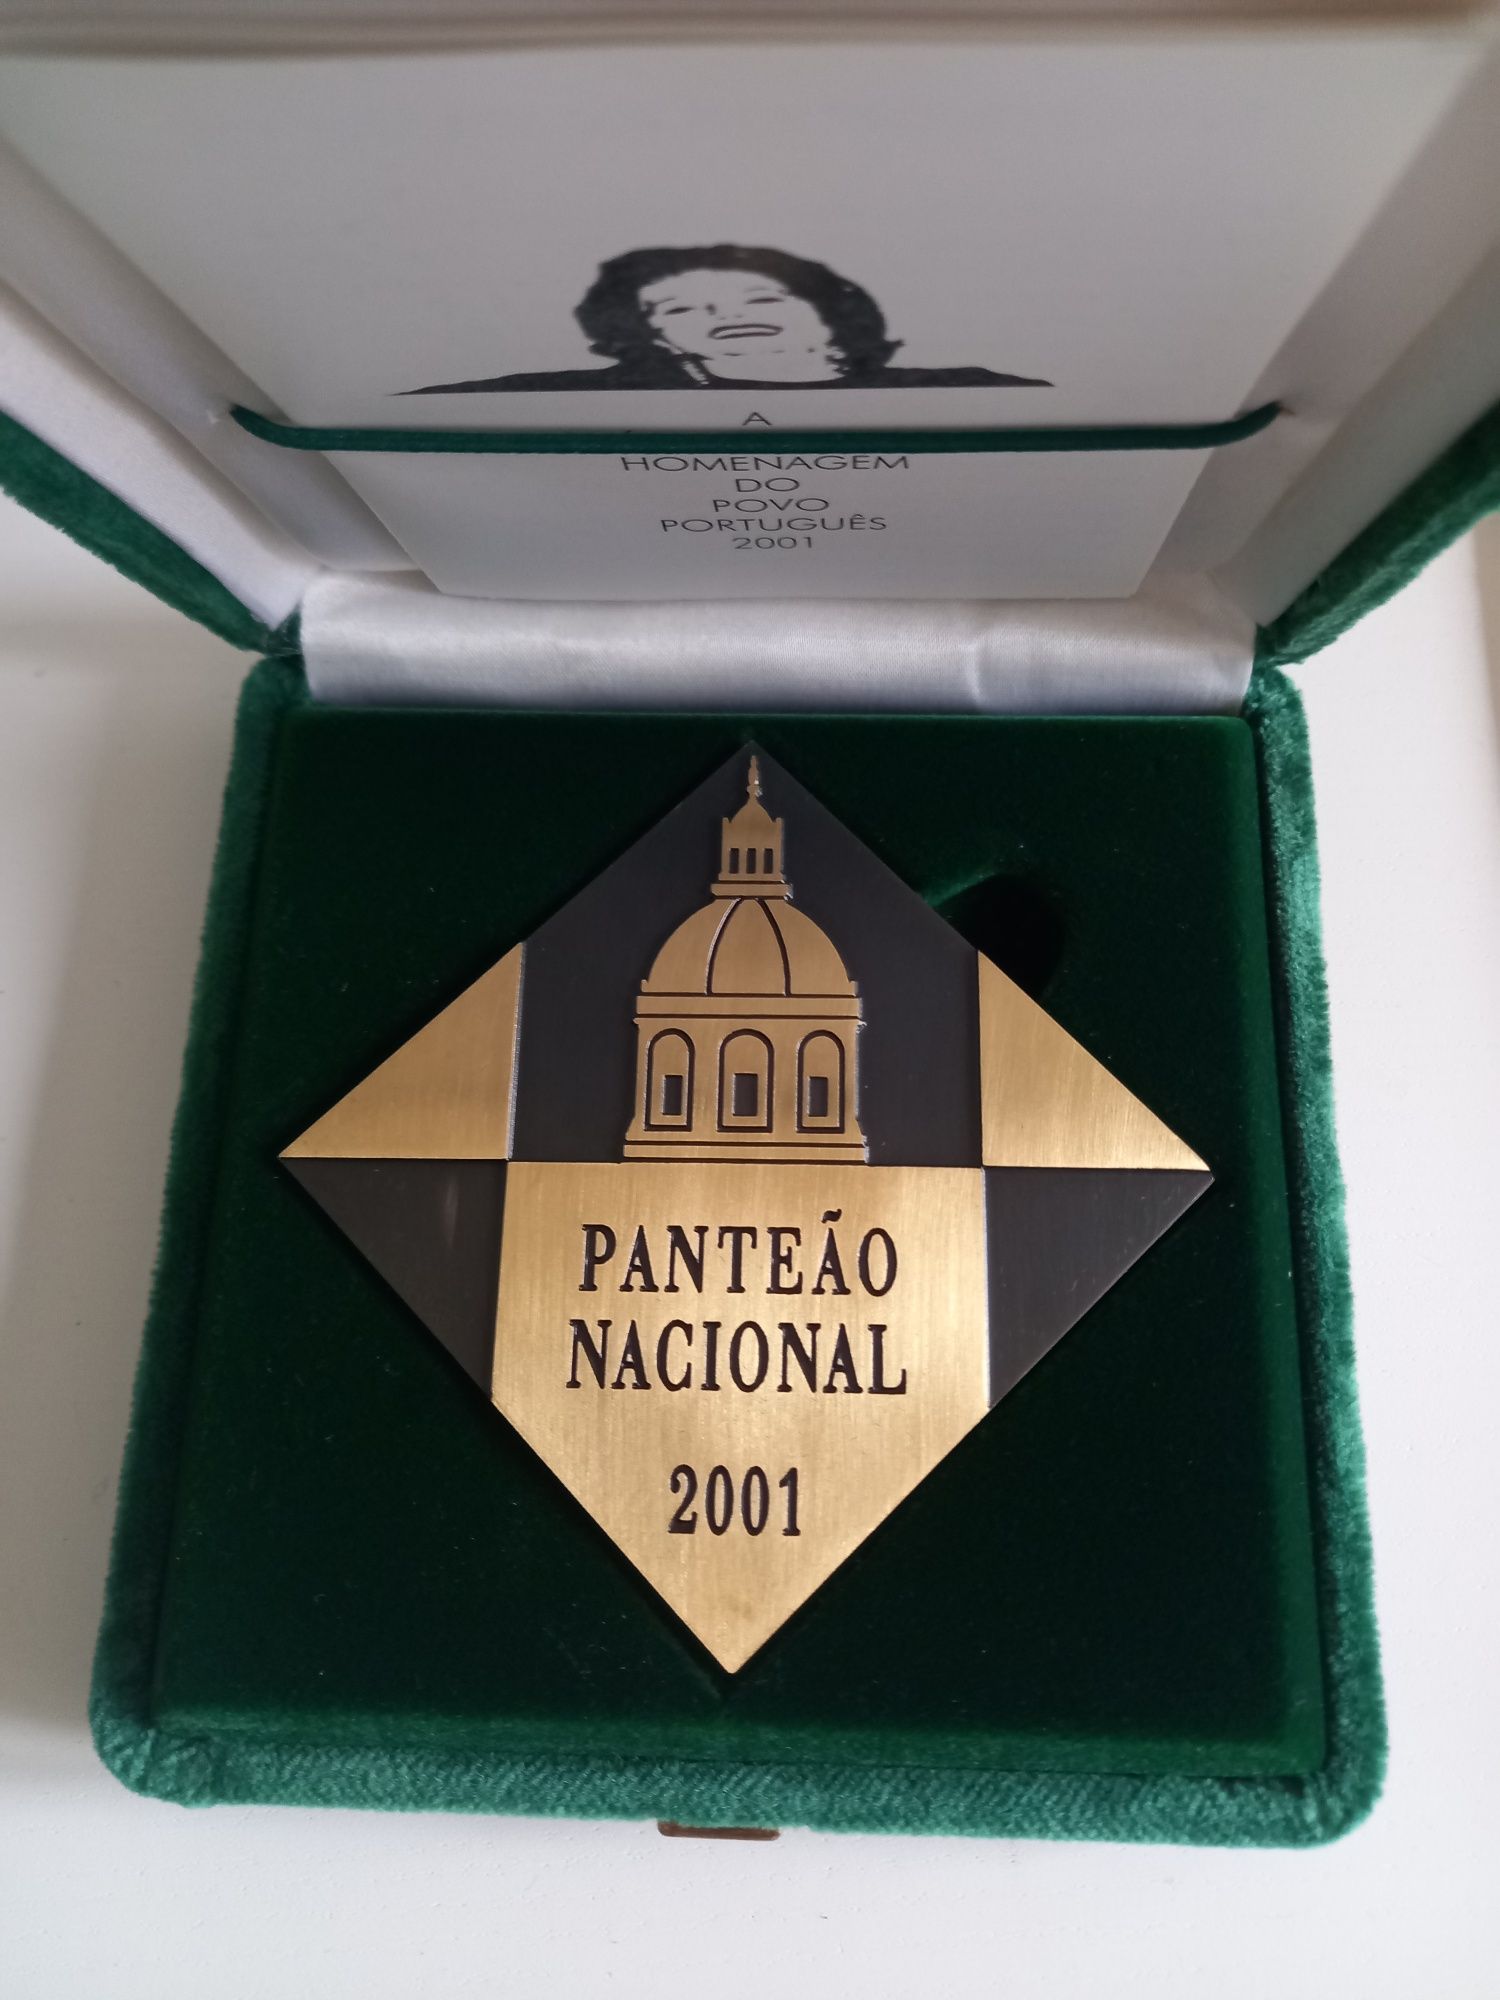 A
HOMENAGEM
DO
POVO
PORTUGUÊS
2001
PANTEÃO
NACIONAL
2001